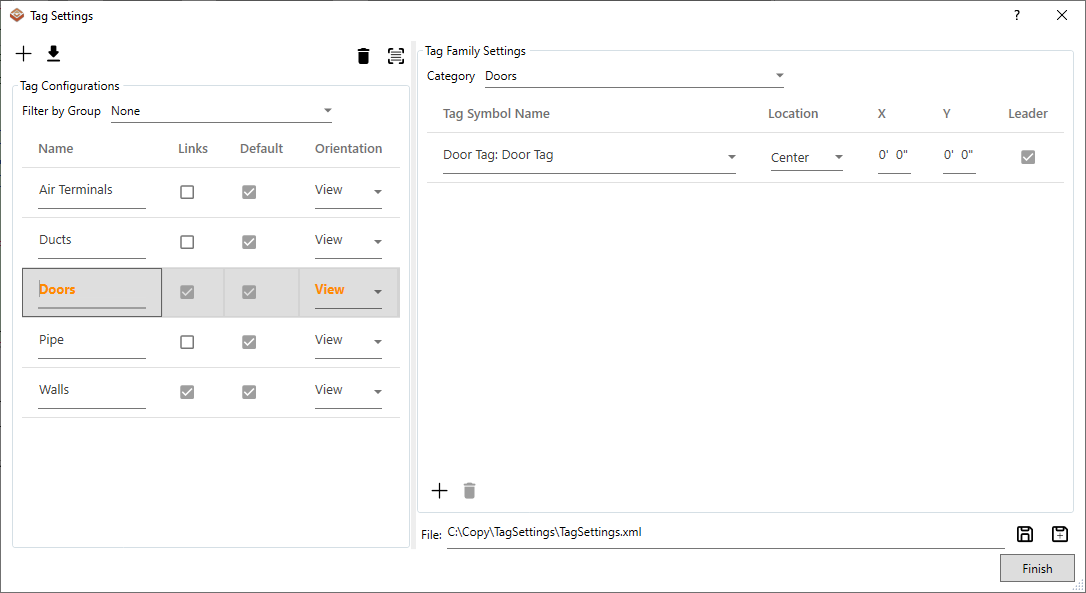 Tag Settings
?
Tag Configurations
Filter by Group None
Name Links Default Orientation
Air Terminals View
Ducts View
Doors View
Pipe View
Walls View
Tag Family Settings
Category Doors
Tag Symbol Name Location X Y Leader
Door Tag: Door Tag Center 0' 0" 0' 0"
File: C:\Copy\TagSettings\TagSettings.xml
Finish